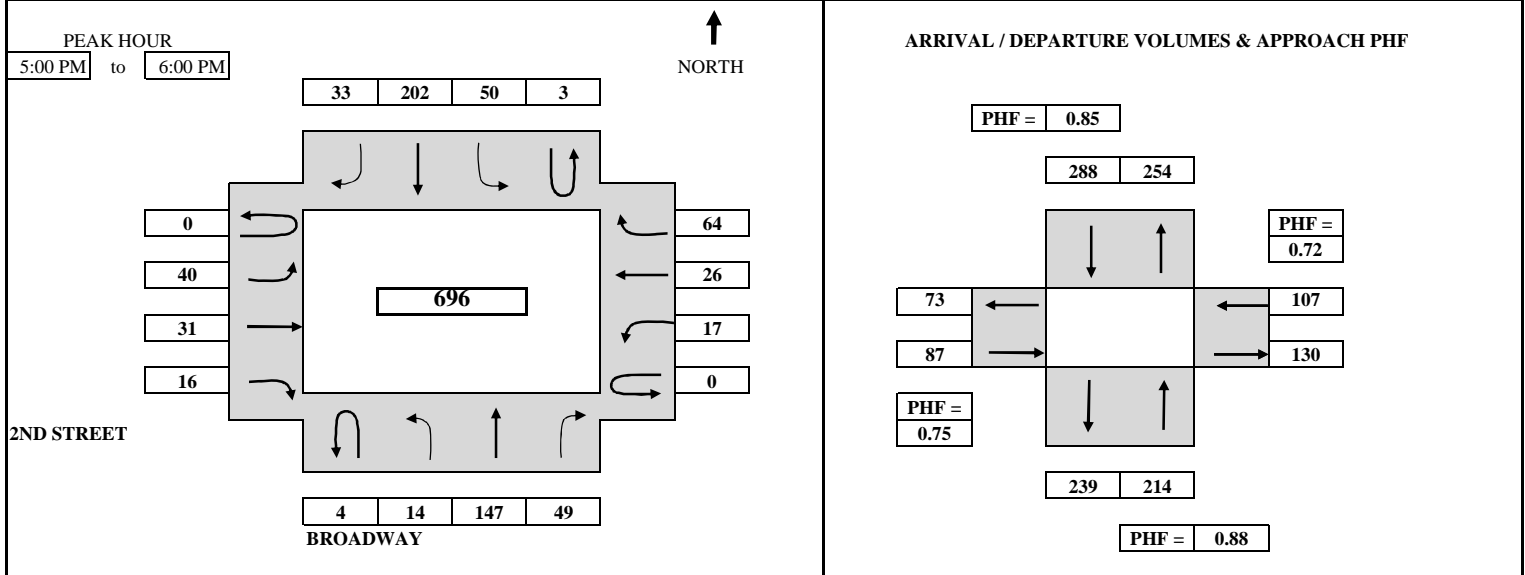 PEAK HOUR
5:00 PM to 6:00 PM
NORTH
33 202 50 3
0
40
31
16
696
64
26
17
0
2ND STREET
4 14 147 49
BROADWAY
ARRIVAL / DEPARTURE VOLUMES & APPROACH PHF
PHF = 0.85
288 254
PHF =
0.72
73
87
107
130
PHF =
0.75
239 214
PHF = 0.88